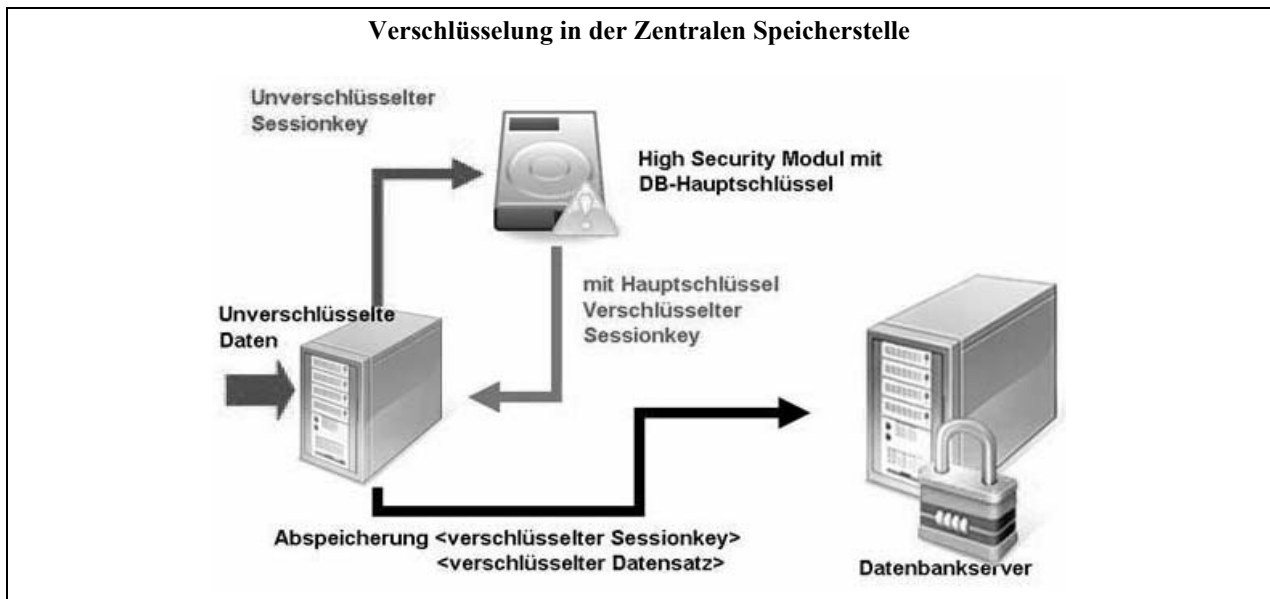 Verschlüsselung in der Zentralen Speicherstelle
Unverschlüsselter
Sessionkey
High Security Modul mit
DB-Hauptschlüssel
mit Hauptschlüssel
Verschlüsselter
Sessionkey
Unverschlüsselte
Daten
Abspeicherung <verschlüsselter Sessionkey>
<verschlüsselter Datensatz>
Datenbankserver